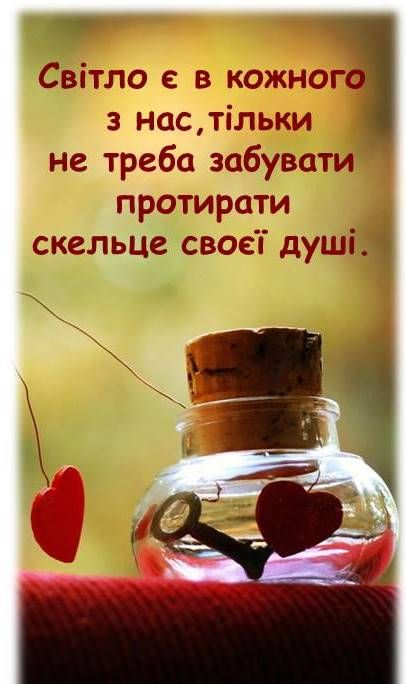 Світло є в кожного
з нас,тільки
не треба забувати
протирати
скельце своєї душі.